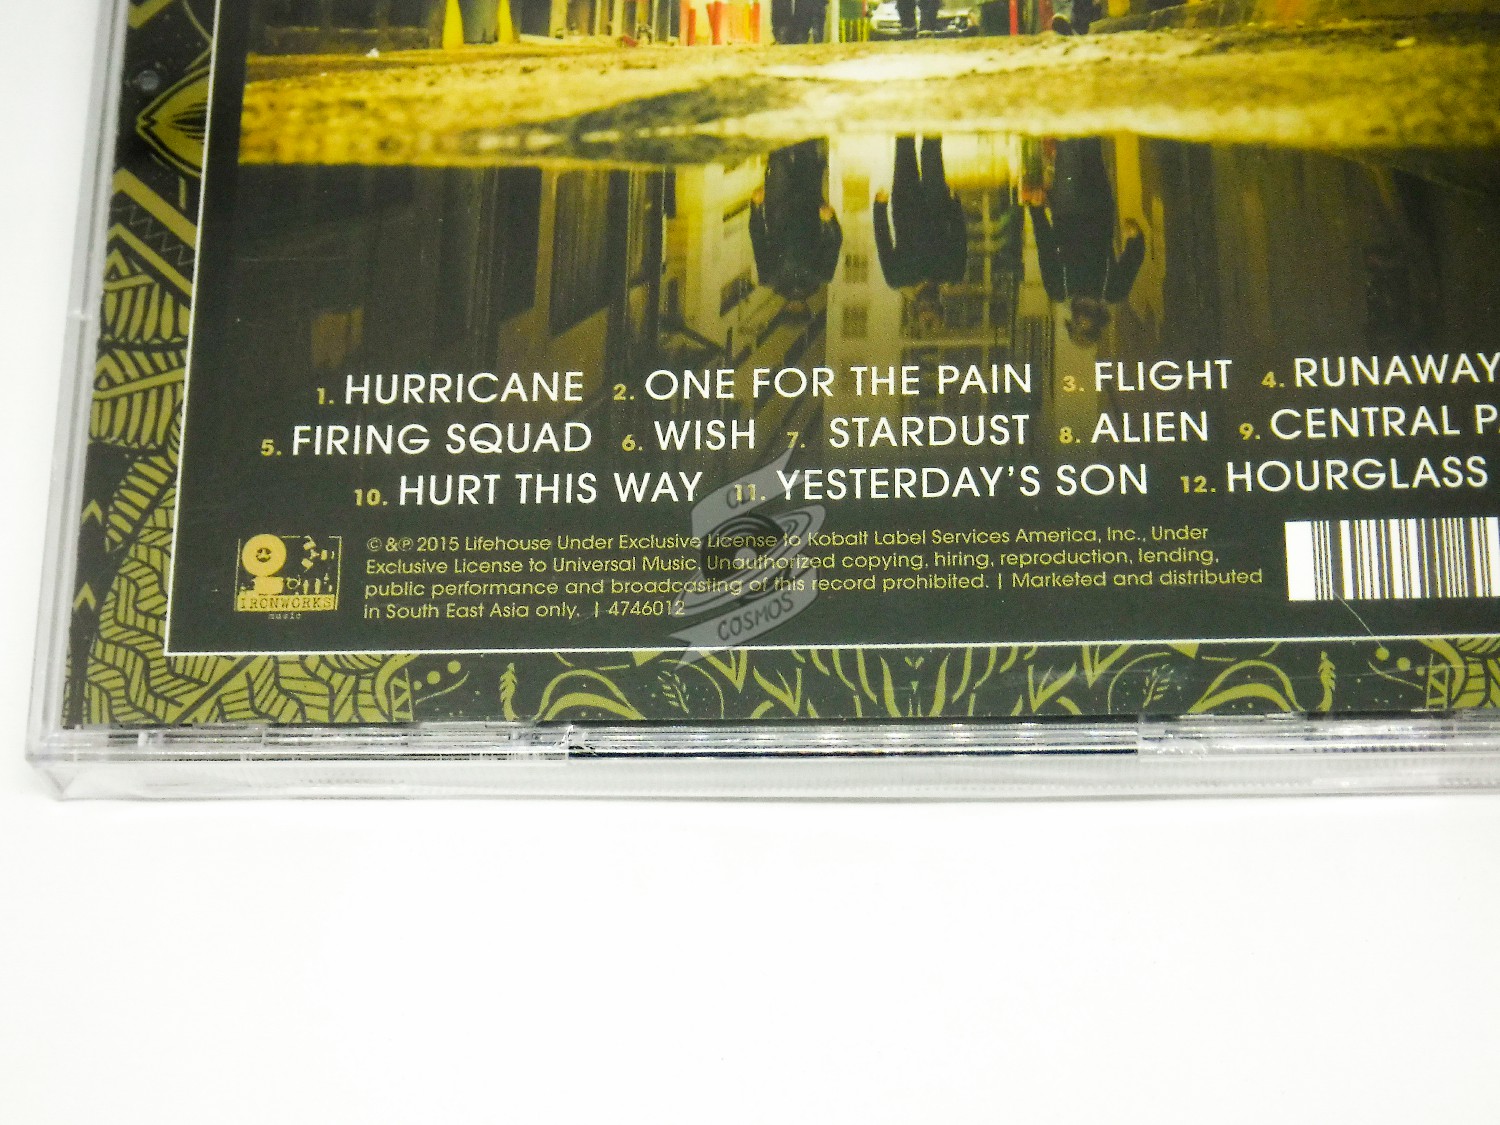 1. HURRICANE 2. ONE FOR THE PAIN 3. FLIGHT 4. RUNAWAY
5. FIRING SQUAD 6. WISH 7. STARDUST 8. ALIEN 9. CENTRAL
10. HURT THIS WAY 11. YESTERDAY'S SON 12. HOURGLASS
© & ℗ 2015 Lifehouse Under Exclusive License to Kobalt Label Services America, Inc., Under
Exclusive License to Universal Music. Unauthorized copying, hiring, reproduction, lending,
public performance and broadcasting of this record prohibited. | Marketed and distributed
in South East Asia only. | 4746012
IRONWORKS
music
CD
COSMOS